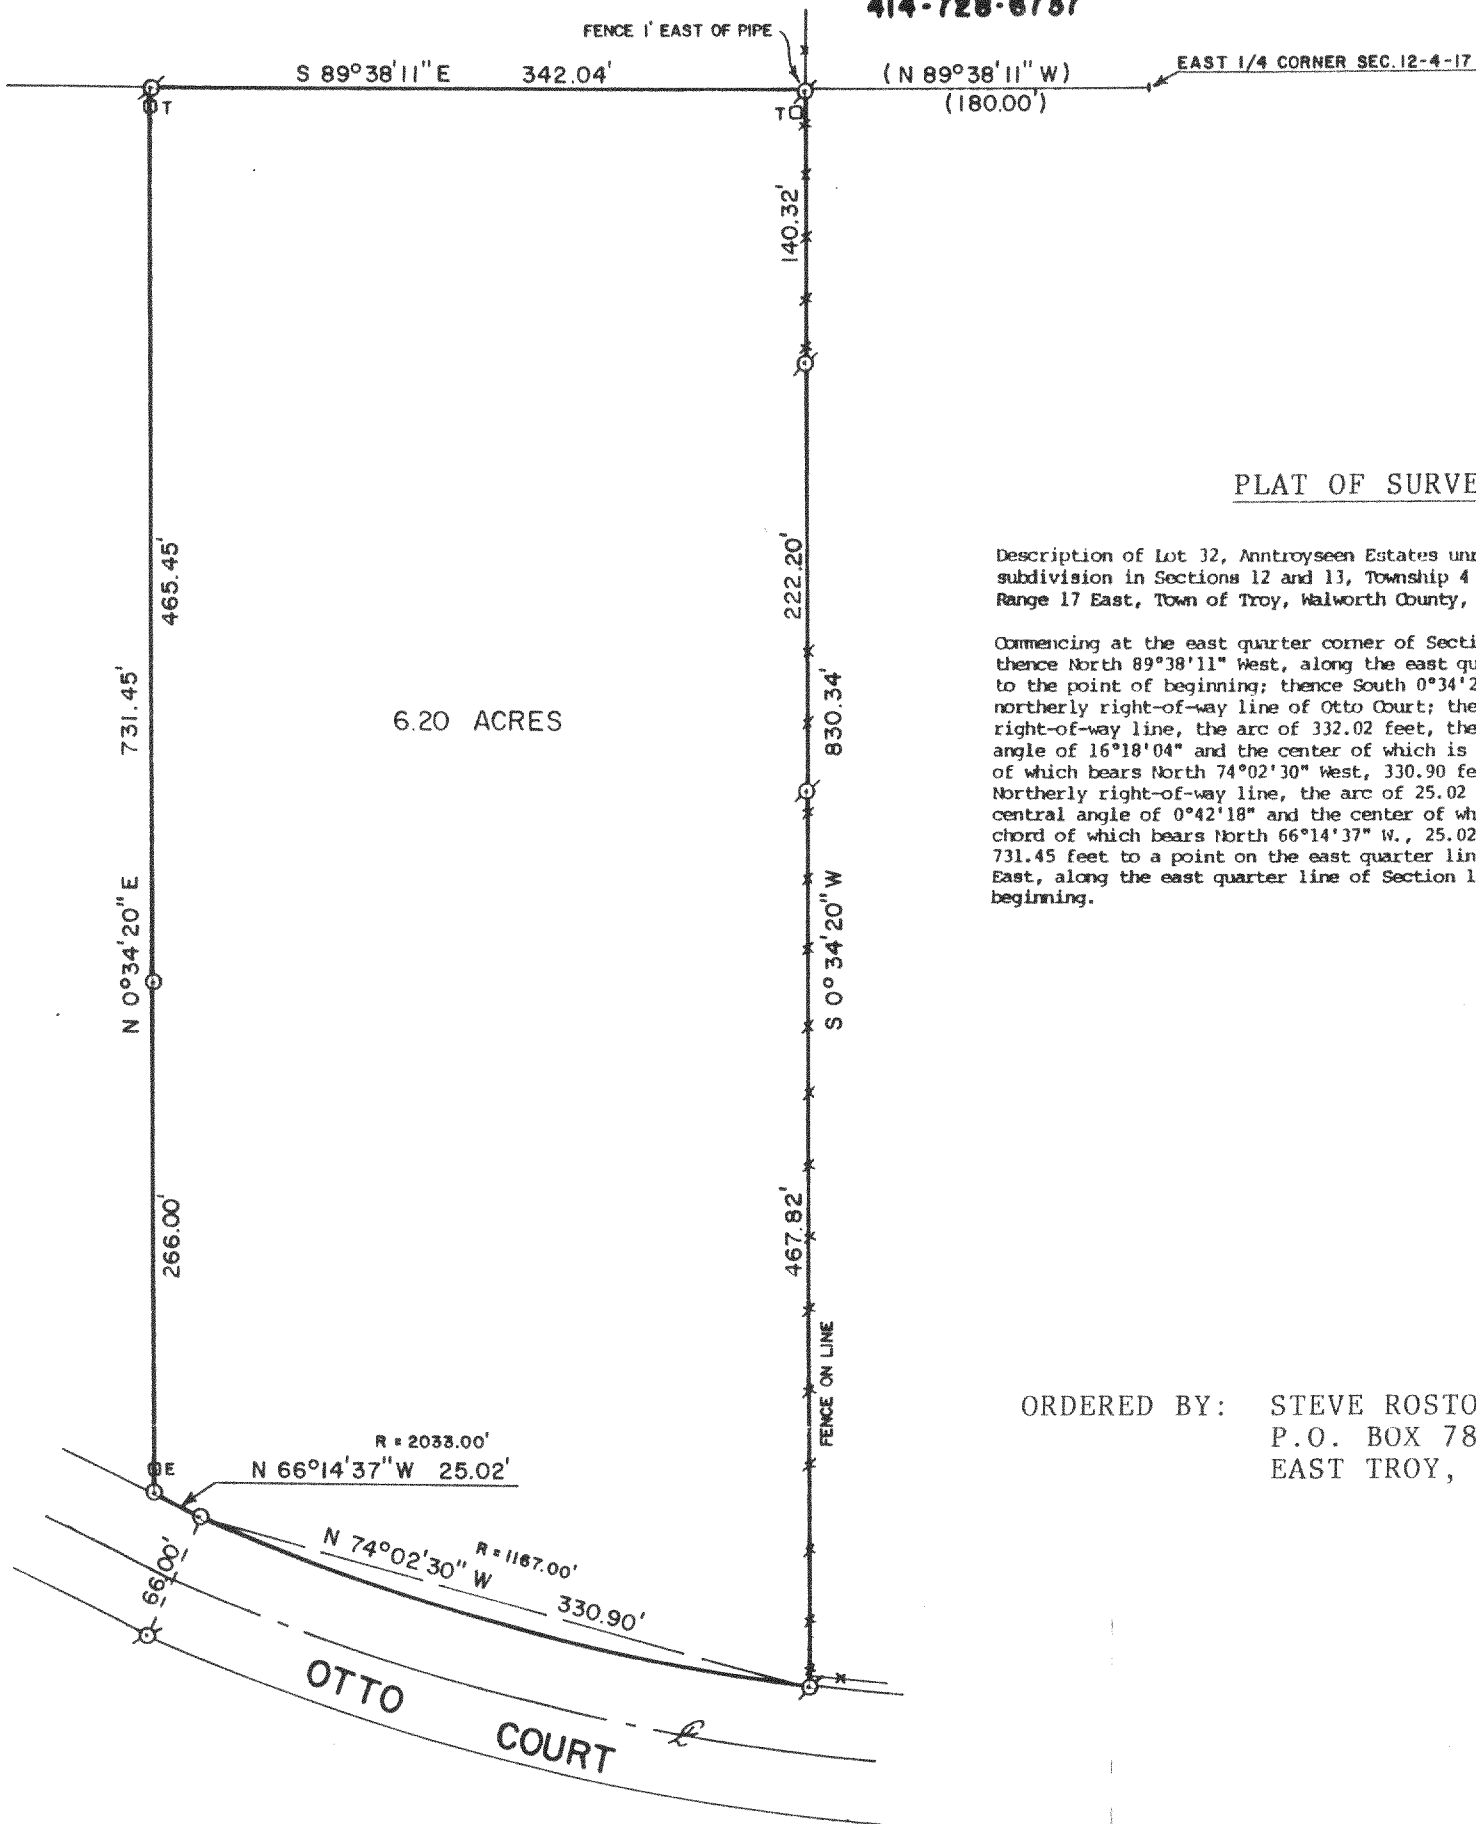 414-728-6757
FENCE 1' EAST OF PIPE
S 89°38'11" E 342.04'
(N 89°38'11" W)
(180.00')
EAST 1/4 CORNER SEC. 12-4-17
T
T
140.32'
465.45'
731.45'
N 0°34'20" E
266.00'
6.20 ACRES
222.20'
830.34'
S 0°34'20" W
467.82'
FENCE ON LINE
PLAT OF SURVE
Description of Lot 32, Anntroyseen Estates unr
subdivision in Sections 12 and 13, Township 4
Range 17 East, Town of Troy, Walworth County,
Commencing at the east quarter corner of Secti
thence North 89°38'11" West, along the east qu
to the point of beginning; thence South 0°34'2
northerly right-of-way line of Otto Court; the
right-of-way line, the arc of 332.02 feet, the
angle of 16°18'04" and the center of which is
of which bears North 74°02'30" West, 330.90 fe
Northerly right-of-way line, the arc of 25.02
central angle of 0°42'18" and the center of wh
chord of which bears North 66°14'37" W., 25.02
731.45 feet to a point on the east quarter lin
East, along the east quarter line of Section 1
beginning.
ORDERED BY: STEVE ROSTO
P.O. BOX 78
EAST TROY,
E
R = 2033.00'
N 66°14'37" W 25.02'
N 74°02'30" W
R = 1167.00'
330.90'
66.00'
OTTO COURT